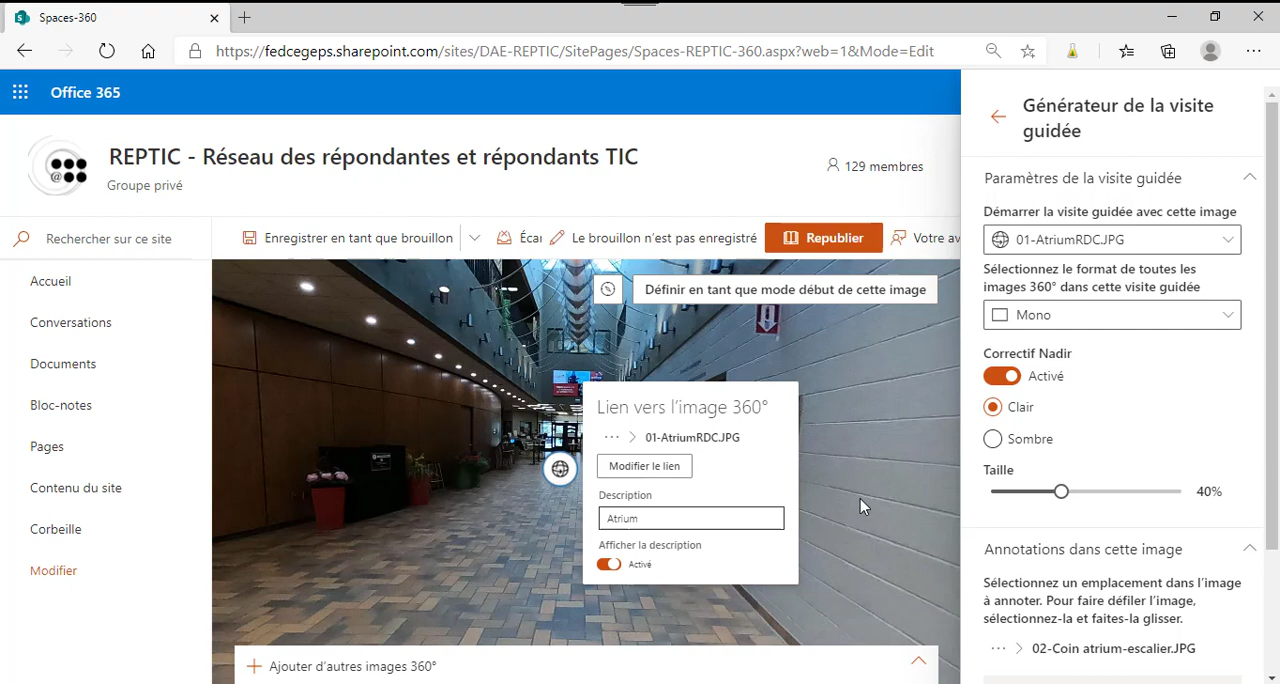 Spaces-360
https://fedcegeps.sharepoint.com/sites/DAE-REPTIC/SitePages/Spaces-REPTIC-360.aspx?web=1&Mode=Edit
Office 365
REPTIC - Réseau des répondantes et répondants TIC
Groupe privé
129 membres
Rechercher sur ce site
Enregistrer en tant que brouillon
Écar
Le brouillon n'est pas enregistré
Republier
Votre av
Accueil
Conversations
Documents
Bloc-notes
Pages
Contenu du site
Corbeille
Modifier
Définir en tant que mode début de cette image
Lien vers l'image 360°
··· > 01-AtriumRDC.JPG
Modifier le lien
Description
Atrium
Afficher la description
Activé
Ajouter d'autres images 360°
Générateur de la visite
guidée
Paramètres de la visite guidée
Démarrer la visite guidée avec cette image
01-AtriumRDC.JPG
Sélectionnez le format de toutes les
images 360° dans cette visite guidée
Mono
Correctif Nadir
Activé
Clair
Sombre
Taille
40%
Annotations dans cette image
Sélectionnez un emplacement dans l'image
à annoter. Pour faire défiler l'image,
sélectionnez-la et faites-la glisser.
··· > 02-Coin atrium-escalier.JPG